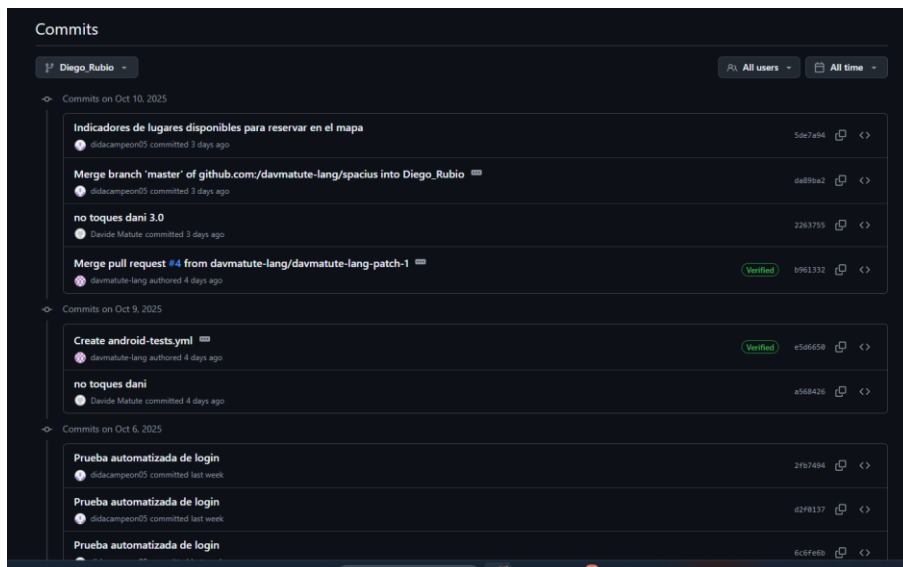 Commits
Diego_Rubio
All users
All time
Commits on Oct 10, 2025
Indicadores de lugares disponibles para reservar en el mapa
didacampeon05 committed 3 days ago
5de7a94
Merge branch 'master' of github.com:/davmatute-lang/spacius into Diego_Rubio
didacampeon05 committed 3 days ago
da89ba2
no toques dani 3.0
Davide Matute committed 3 days ago
2263755
Merge pull request #4 from davmatute-lang/davmatute-lang-patch-1
davmatute-lang authored 4 days ago
Verified
b961332
Commits on Oct 9, 2025
Create android-tests.yml
davmatute-lang authored 4 days ago
Verified
e5d6650
no toques dani
Davide Matute committed 4 days ago
a568426
Commits on Oct 6, 2025
Prueba automatizada de login
didacampeon05 committed last week
2fb7494
Prueba automatizada de login
didacampeon05 committed last week
d2f0137
Prueba automatizada de login
6c6fe6b